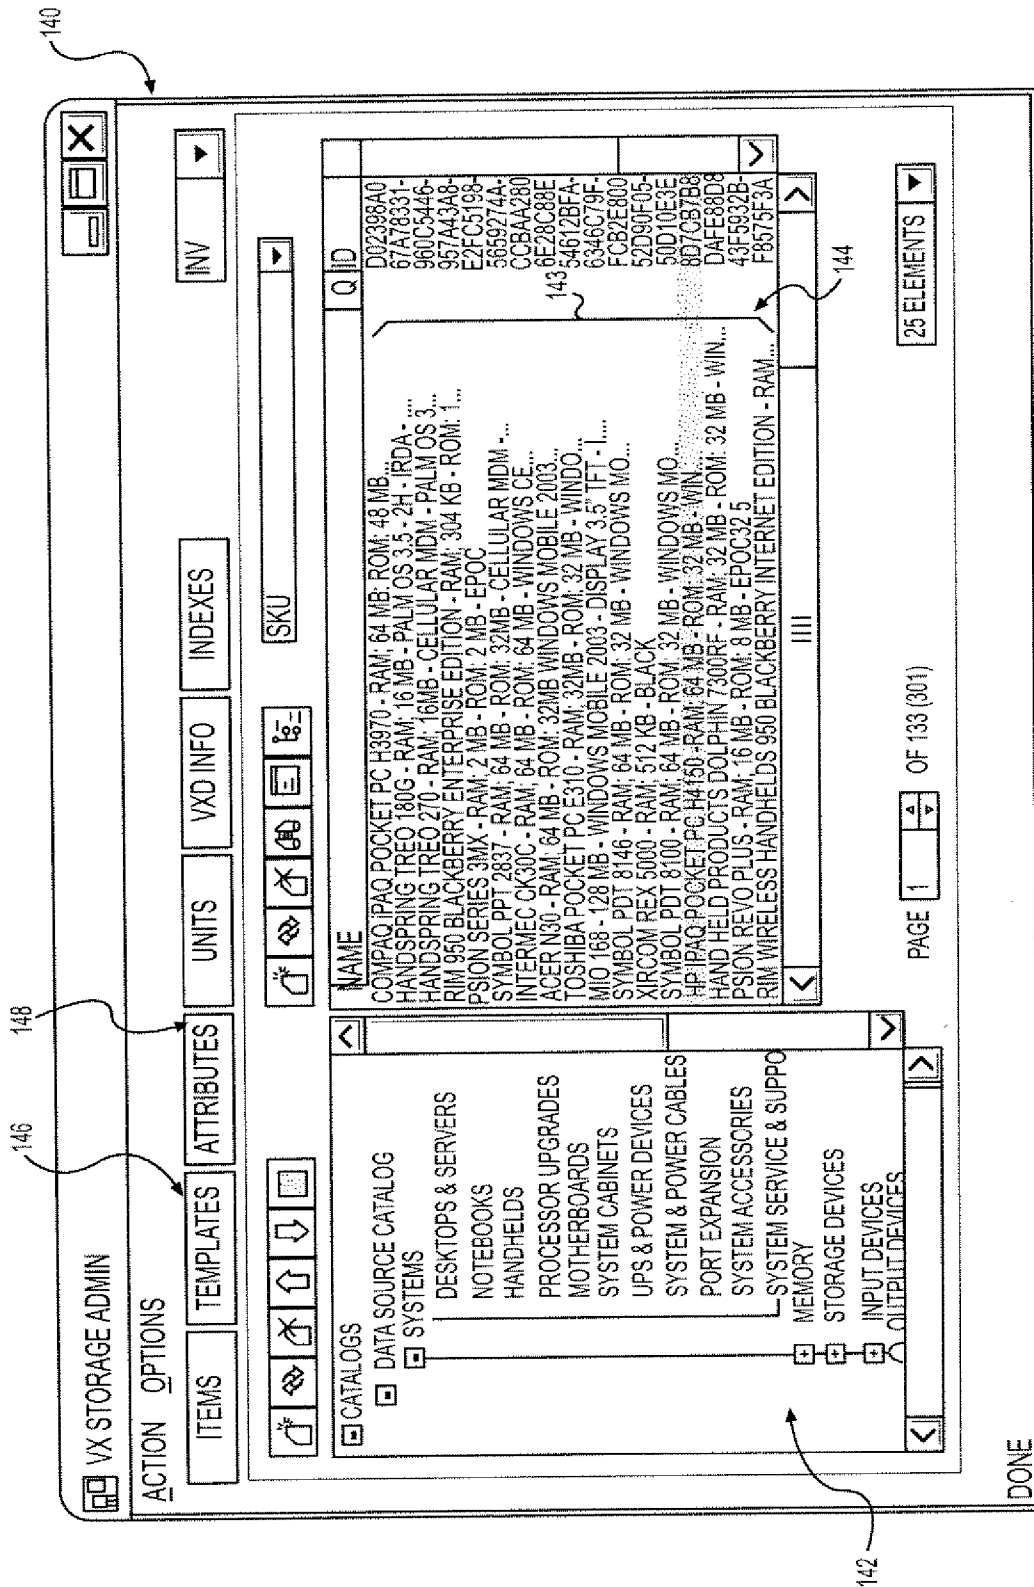 140
VX STORAGE ADMIN
ACTION OPTIONS
146
148
ITEMS TEMPLATES ATTRIBUTES UNITS VXD INFO INDEXES
INV
SKU
CATALOGS
DATA SOURCE CATALOG
SYSTEMS
DESKTOPS & SERVERS
NOTEBOOKS
HANDHELDS
PROCESSOR UPGRADES
MOTHERBOARDS
SYSTEM CABINETS
UPS & POWER DEVICES
SYSTEM & POWER CABLES
PORT EXPANSION
SYSTEM ACCESSORIES
SYSTEM SERVICE & SUPPO
MEMORY
STORAGE DEVICES
INPUT DEVICES
OUTPUT DEVICES
142
NAME Q ID
COMPAQ IPAQ POCKET PC H3970 - RAM; 64 MB: ROM: 48 MB... D02398A0
HANDSPRING TREO 180G - RAM; 16 MB - PALM OS 3.5 - 2H - IRDA - .... 67A78331-
HANDSPRING TREO 270 - RAM; 16MB - CELLULAR MDM - PALM OS 3... 960C5446-
RIM 950 BLACKBERRY ENTERPRISE EDITION - RAM; 304 KB - ROM: 1... 957A43A8-
PSION SERIES 3MX - RAM; 2 MB - ROM: 2 MB - EPOC E2FC5198-
SYMBOL PPT 2837 - RAM; 64 MB - ROM: 32MB - CELLULAR MDM -... 5659274A-
INTERMEC CK30C - RAM; 64 MB - ROM: 64 MB - WINDOWS CE... CCBAA280
ACER N30 - RAM: 64 MB - ROM: 32MB WINDOWS MOBILE 2003... 6E28C88E
TOSHIBA POCKET PC E310 - RAM; 32MB - ROM: 32 MB - WINDO... 54612BFA-
MIO 168 - 128 MB - WINDOWS MOBILE 2003 - DISPLAY 3.5" TFT - I.... 6346C79F-
SYMBOL PDT 8146 - RAM: 64 MB - ROM: 32 MB - WINDOWS MO... FCB2E800
XIRCOM REX 5000 - RAM; 512 KB - BLACK 52D90F05-
SYMBOL PDT 8100 - RAM; 64 MB - ROM: 32 MB - WINDOWS MO... 50D10E3E
HP IPAQ POCKET PC H4150 - RAM; 64 MB - ROM: 32 MB - WIN... 8D7CB7B8
HAND HELD PRODUCTS DOLPHIN 7300RF - RAM: 32 MB - ROM: 32 MB - WIN... DAFE88D8
PSION REVO PLUS - RAM; 16 MB - ROM: 8 MB - EPOC32 5 43F5932B-
RIM WIRELESS HANDHELDS 950 BLACKBERRY INTERNET EDITION - RAM... F8675F3A
143
144
PAGE 1 OF 133 (301) 25 ELEMENTS
DONE